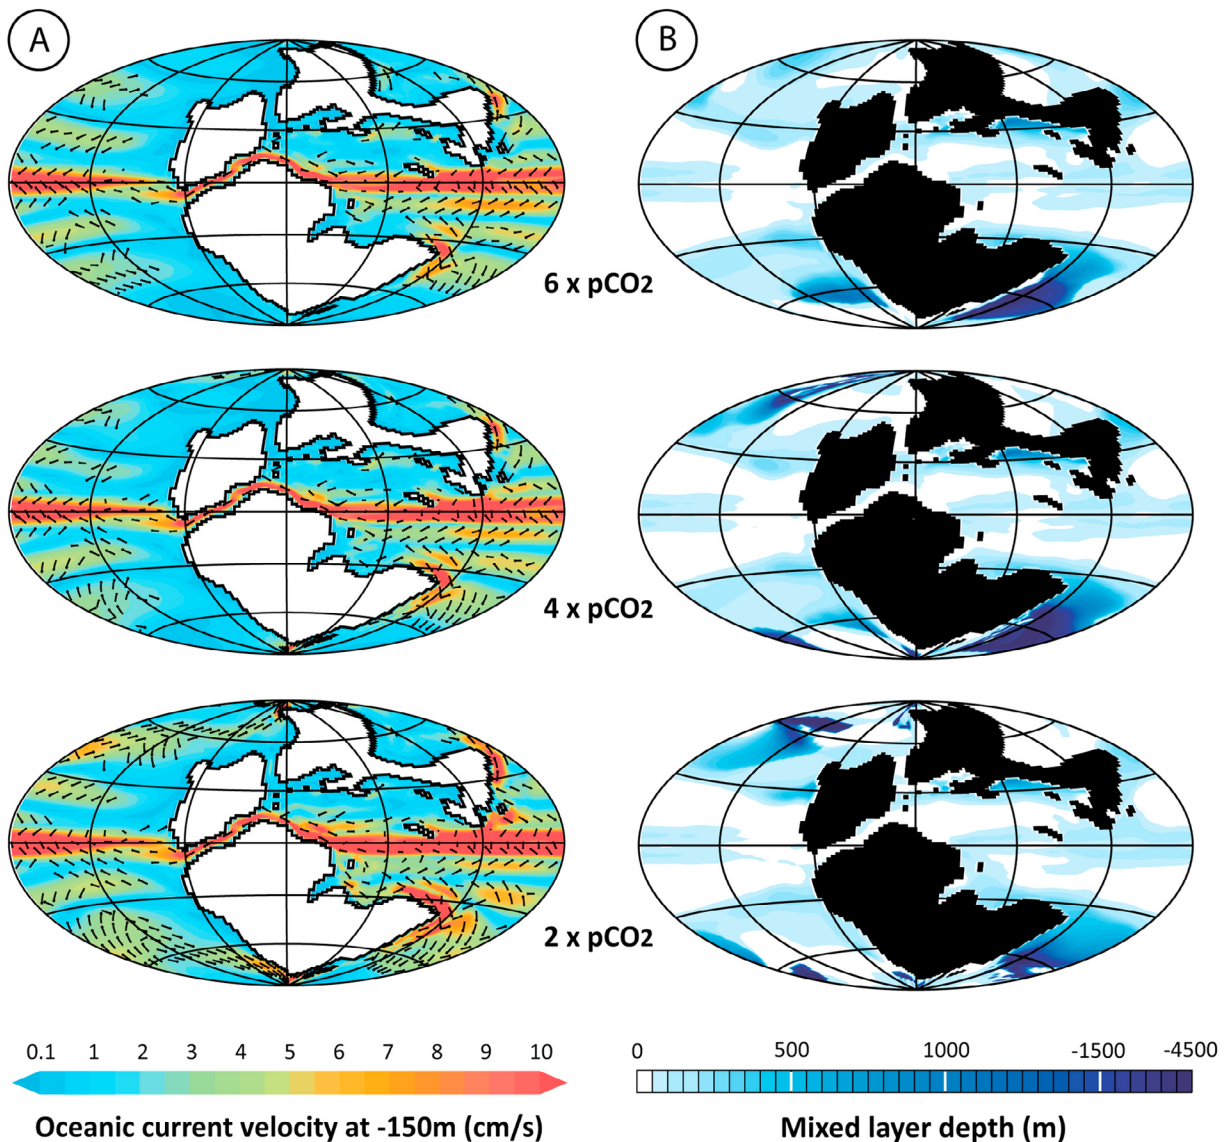 A
B
6 x pCO2
4 x pCO2
2 x pCO2
0.1 1 2 3 4 5 6 7 8 9 10
Oceanic current velocity at -150m (cm/s)
0 500 1000 -1500 -4500
Mixed layer depth (m)